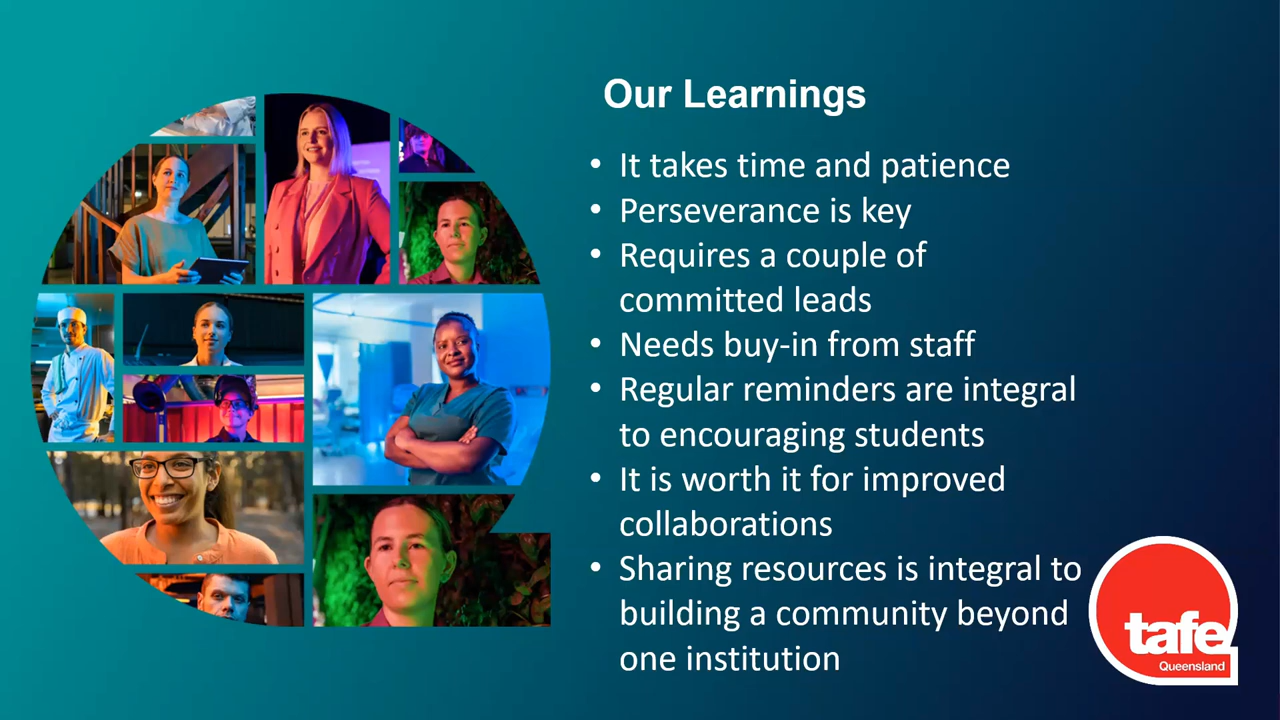 Our Learnings
• It takes time and patience
• Perseverance is key
• Requires a couple of
committed leads
• Needs buy-in from staff
• Regular reminders are integral
to encouraging students
• It is worth it for improved
collaborations
• Sharing resources is integral to
building a community beyond
one institution
tafe
Queensland